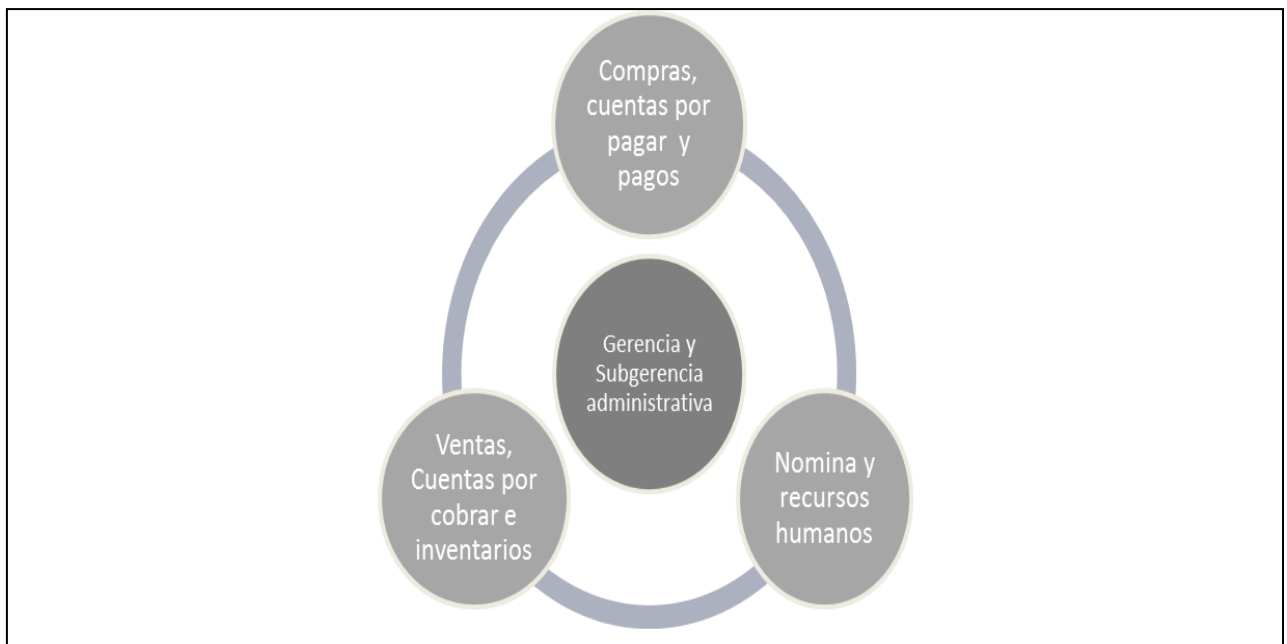 Compras,
cuentas por
pagar y
pagos
Gerencia y
Subgerencia
administrativa
Ventas,
Cuentas por
cobrar e
inventarios
Nomina y
recursos
humanos